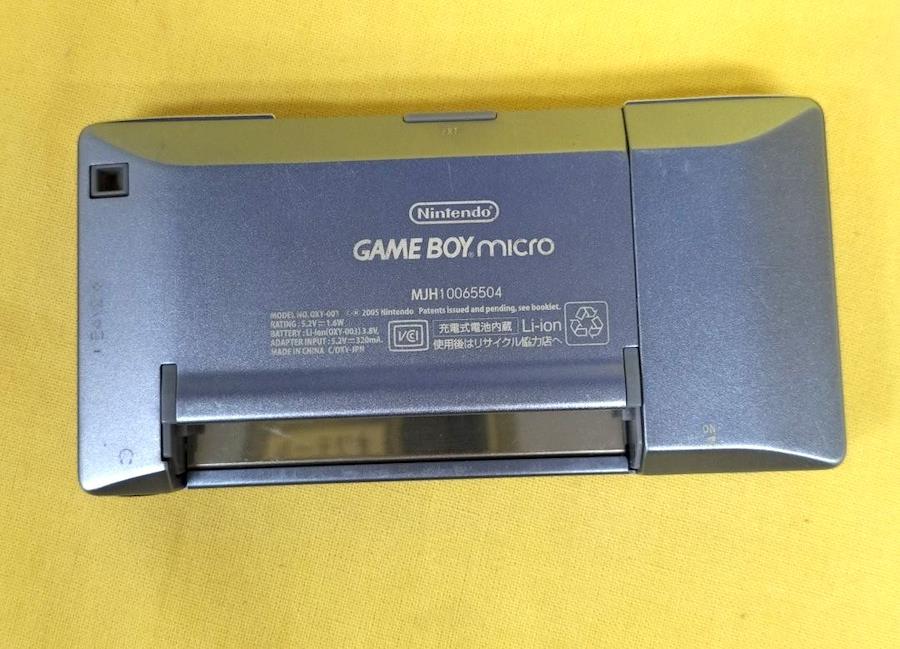 EXT
Nintendo
GAME BOY® micro
MJH10065504
MODEL NO. OXY-001 © ® 2005 Nintendo Patents issued and pending, see booklet.
RATING : 5.2V⎓1.6W
BATTERY : Li-ion(OXY-003)3.8V,
ADAPTER INPUT : 5.2V⎓320mA.
MADE IN CHINA C/OXY-JPN
VCI
充電式電池内蔵 Li-ion
使用後はリサイクル協力店へ
ON